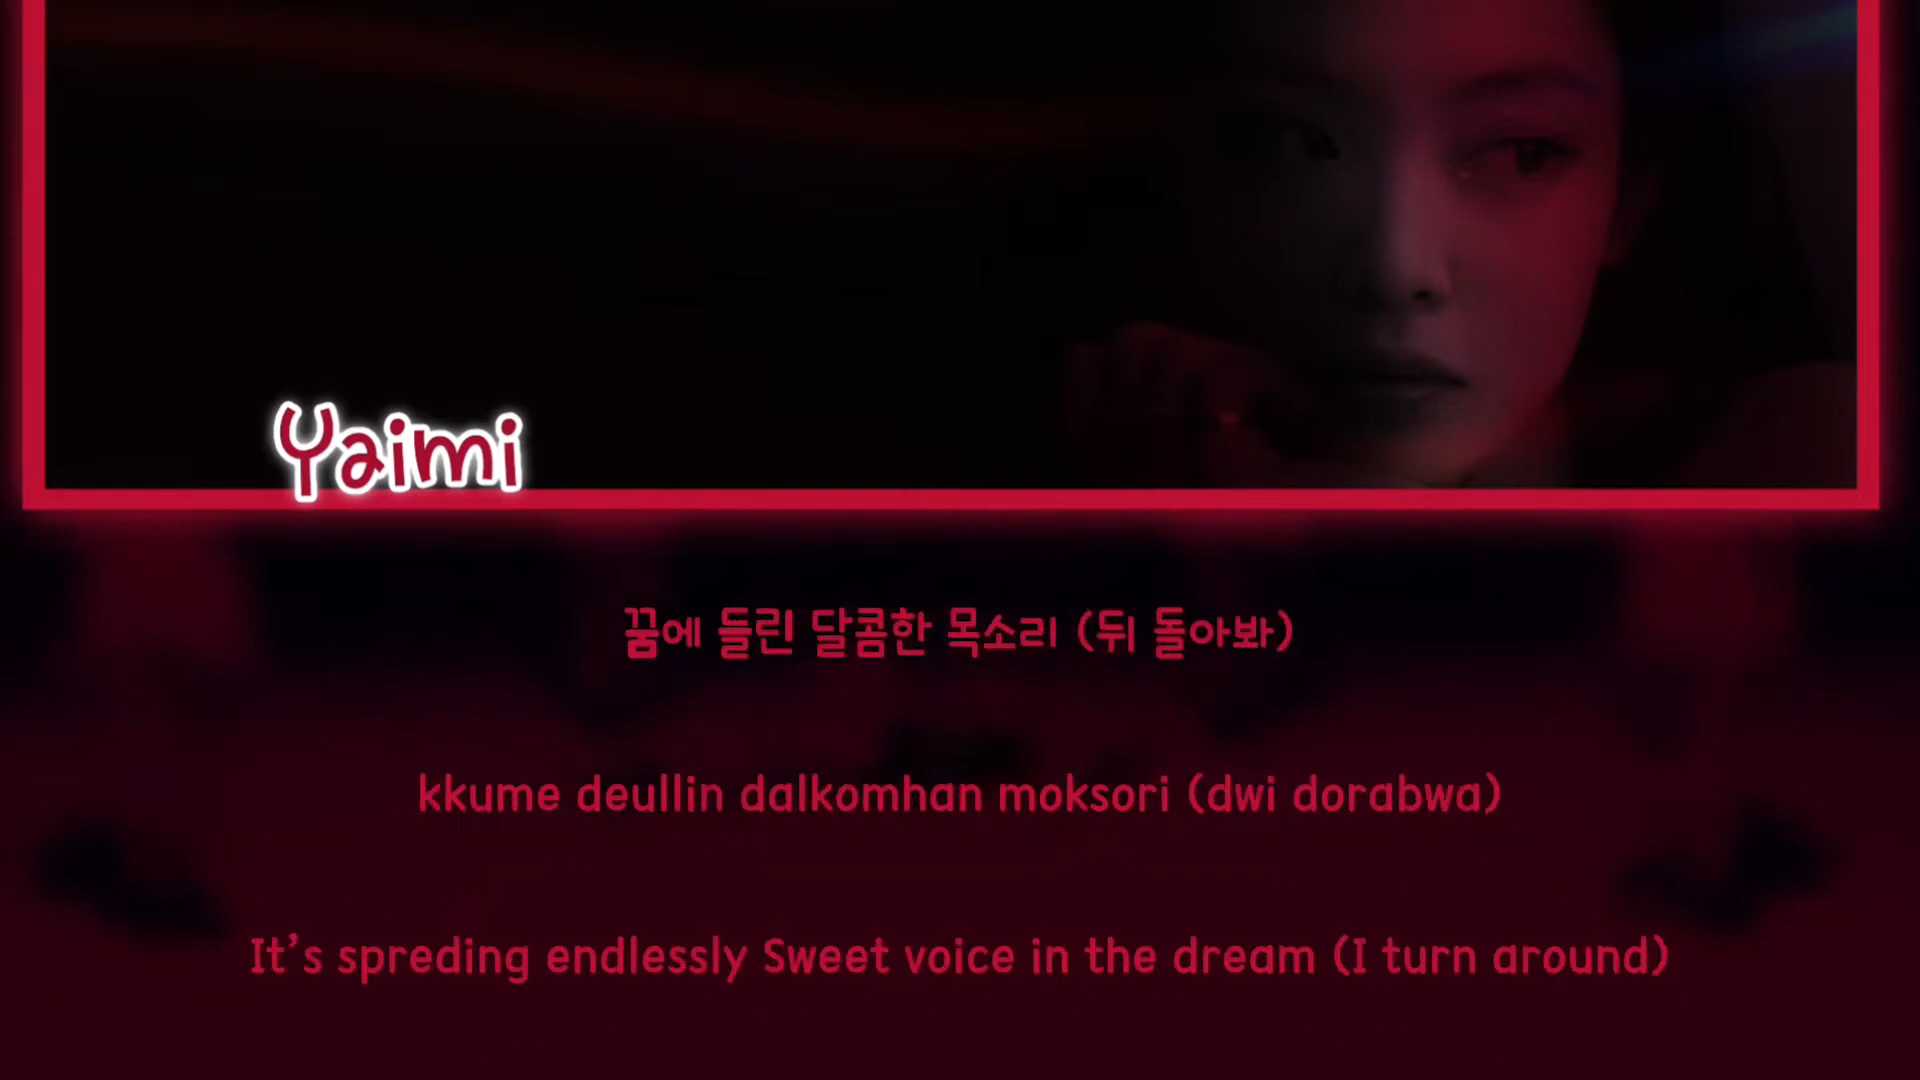 Yaimi
꿈에 들린 달콤한 목소리 (뒤 돌아봐)
kkume deullin dalkomhan moksori (dwi dorabwa)
It's spreding endlessly Sweet voice in the dream (I turn around)